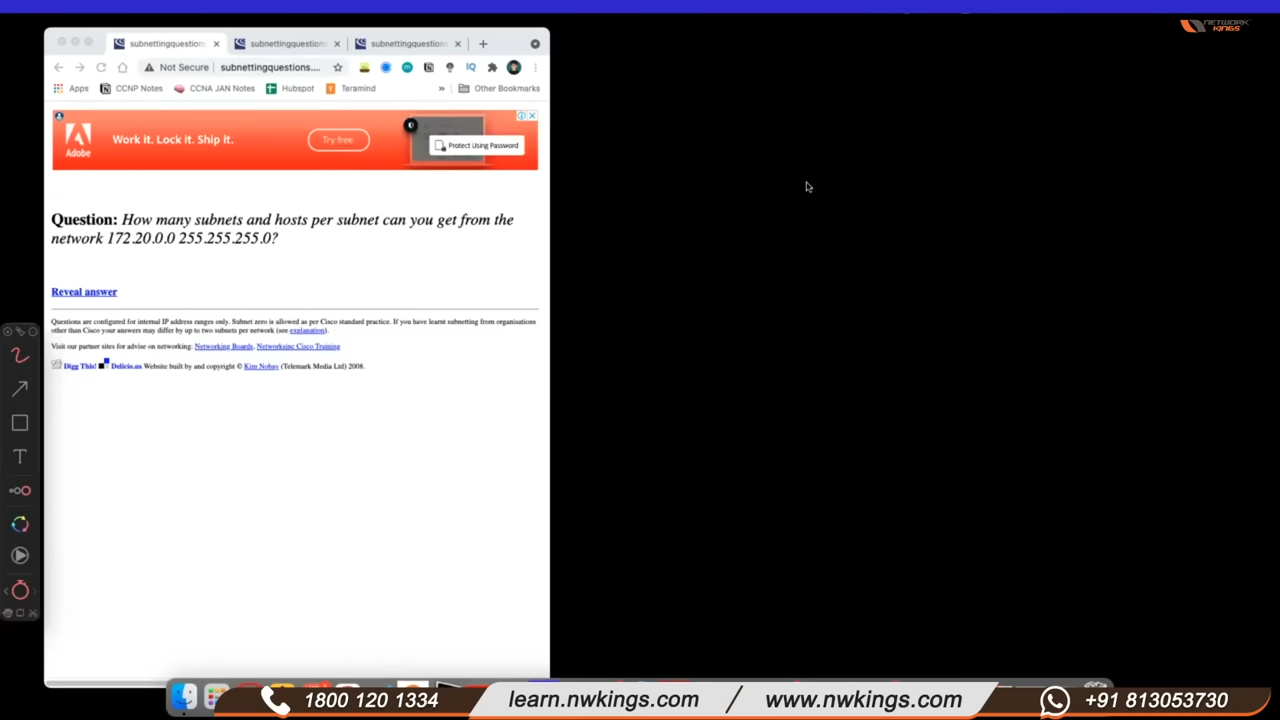 NETWORK
KINGS
subnettingquestions
subnettingquestions
subnettingquestions
Not Secure
subnettingquestions....
IQ
Apps
CCNP Notes
CCNA JAN Notes
Hubspot
Teramind
»
Other Bookmarks
Adobe
Work it. Lock it. Ship it.
Try free
Protect Using Password
Question: How many subnets and hosts per subnet can you get from the
network 172.20.0.0 255.255.255.0?
Reveal answer
Questions are configured for internal IP address ranges only. Subnet zero is allowed as per Cisco standard practice. If you have learnt subnetting from organisations
other than Cisco your answers may differ by up to two subnets per network (see explanation).
Visit our partner sites for advise on networking: Networking Boards, Networksinc Cisco Training
Digg This! Delicio.us Website built by and copyright © Kim Nobay (Telemark Media Ltd) 2008.
T
1800 120 1334
learn.nwkings.com / www.nwkings.com
+91 813053730